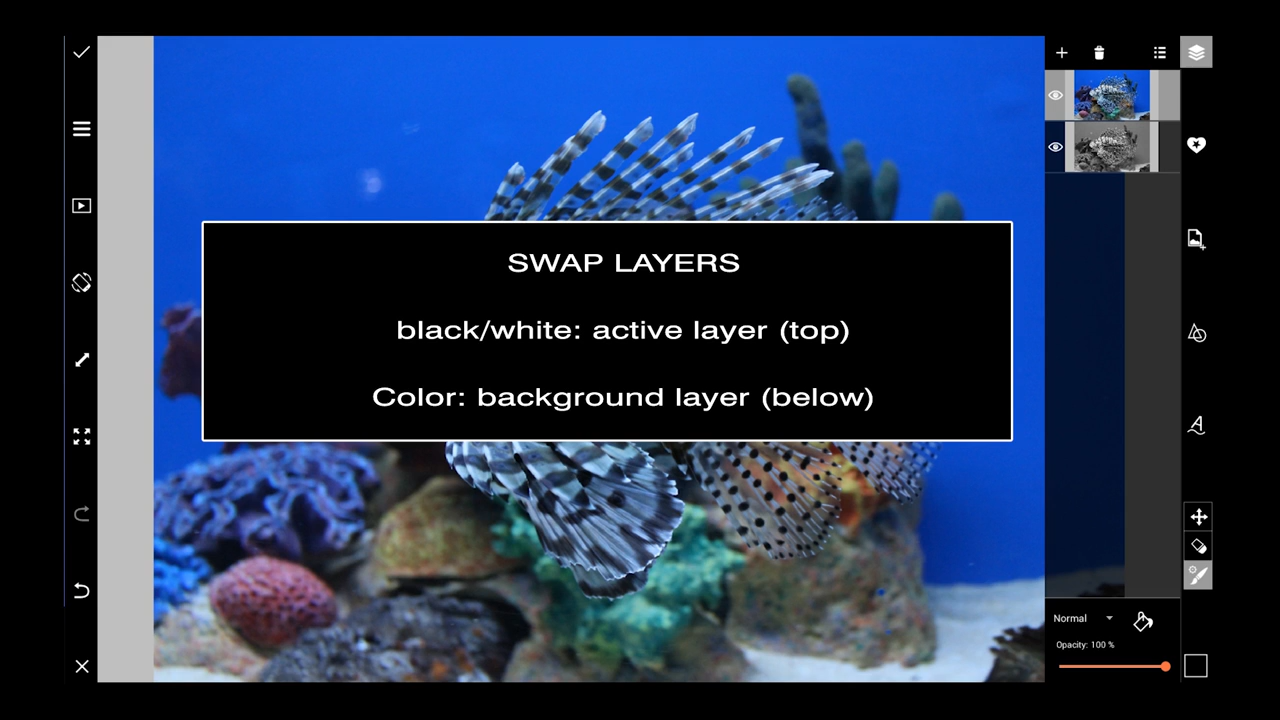 SWAP LAYERS
black/white: active layer (top)
Color: background layer (below)
Normal
Opacity: 100 %